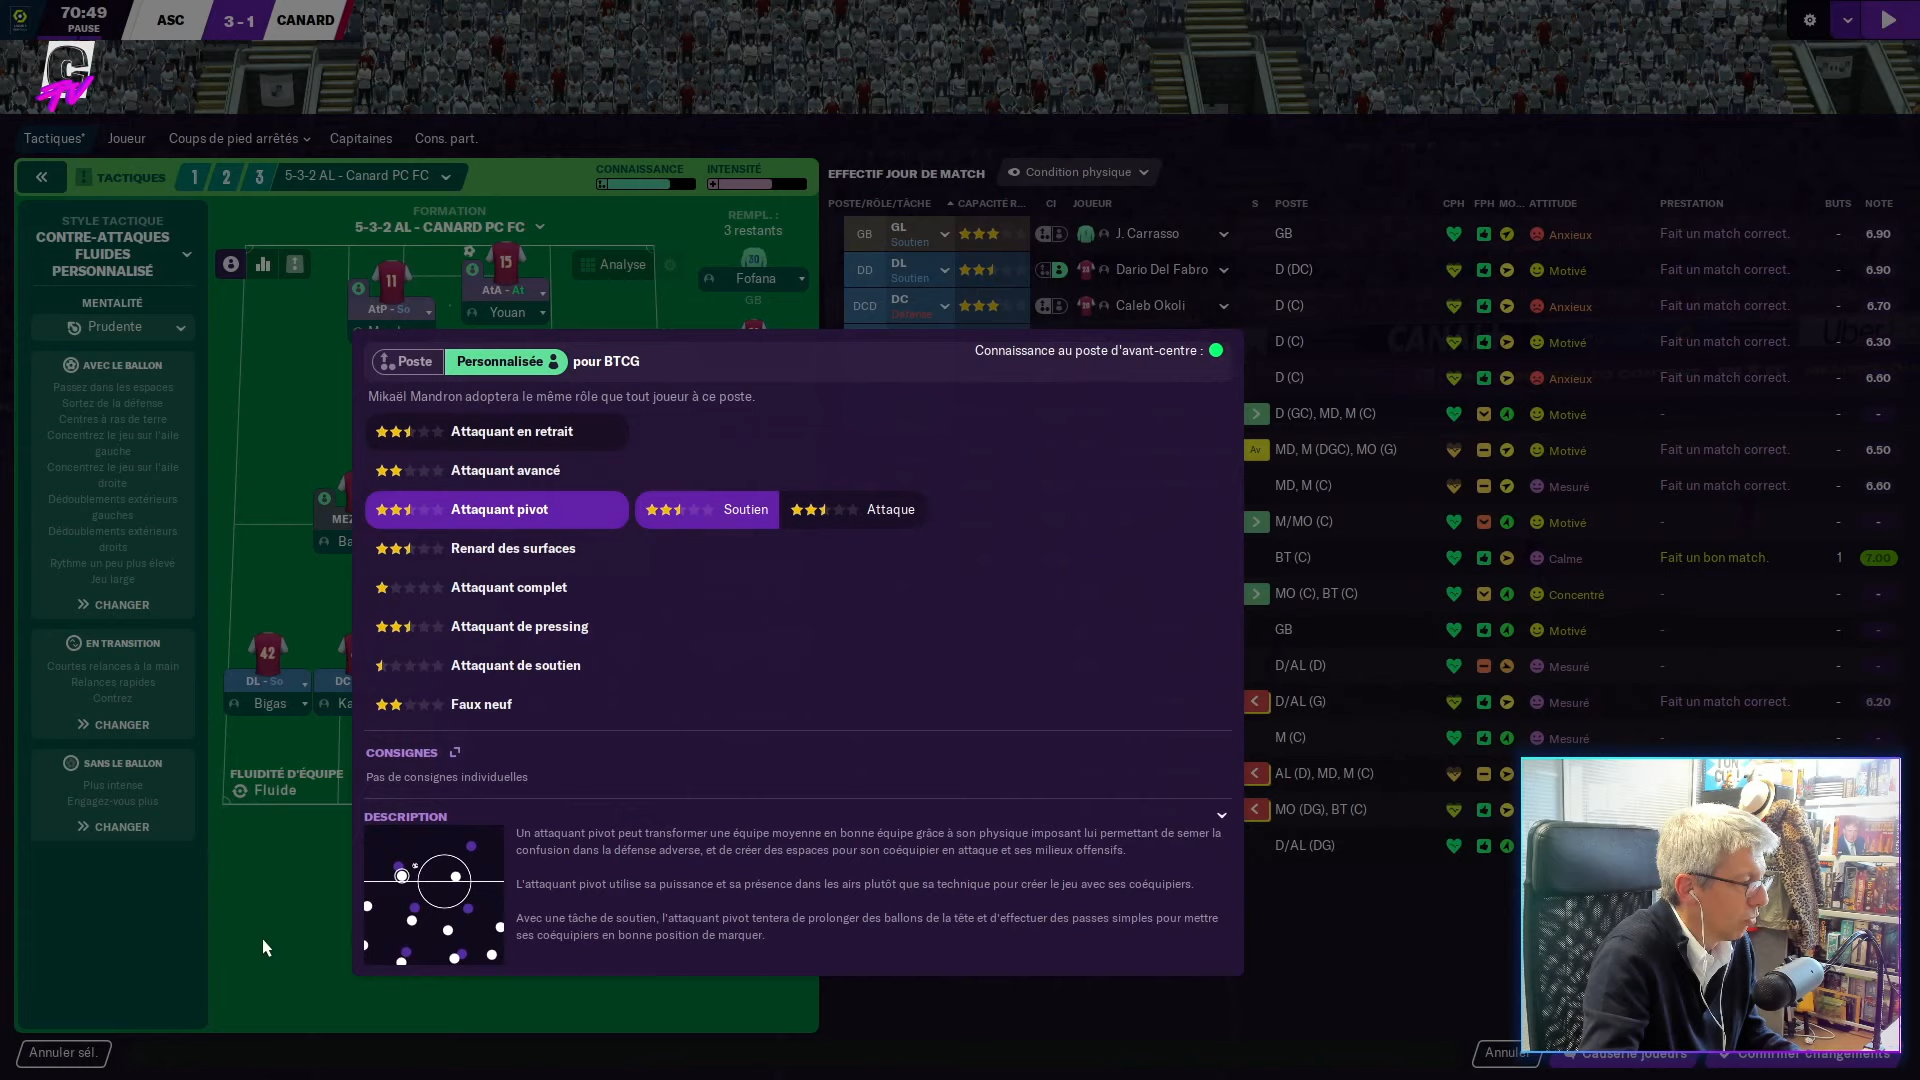 70:49
PAUSE
ASC
3 - 1
CANARD
C
TV
Tactiques*
Joueur
Coups de pied arrêtés
Capitaines
Cons. part.
TACTIQUES
1
2
3
5-3-2 AL - Canard PC FC
CONNAISSANCE
INTENSITÉ
STYLE TACTIQUE
CONTRE-ATTAQUES
FLUIDES
PERSONNALISÉ
MENTALITÉ
Prudente
AVEC LE BALLON
Passez dans les espaces
Sortez de la défense
Centres à ras de terre
Concentrez le jeu sur l'aile
gauche
Concentrez le jeu sur l'aile
droite
Dédoublements extérieurs
gauches
Dédoublements extérieurs
droits
Rythme un peu plus élevé
Jeu large
CHANGER
EN TRANSITION
Courtes relances à la main
Relances rapides
Contrez
CHANGER
SANS LE BALLON
Plus intense
Engagez-vous plus
CHANGER
FORMATION
5-3-2 AL - CANARD PC FC
REMPL. :
3 restants
Analyse
30
Fofana
GB
11
AtP - So
15
AtA - At
Youan
MEZ
Ba
42
DL - So
Bigas
DC
Ka
FLUIDITÉ D'ÉQUIPE
Fluide
EFFECTIF JOUR DE MATCH
Condition physique
POSTE/RÔLE/TÂCHE
CAPACITÉ R...
CI
JOUEUR
S
POSTE
CPH
FPH
MO...
ATTITUDE
PRESTATION
BUTS
NOTE
GB
GL
Soutien
J. Carrasso
GB
Anxieux
Fait un match correct.
-
6.90
DD
DL
Soutien
Dario Del Fabro
D (DC)
Motivé
Fait un match correct.
-
6.90
DCD
DC
Défense
Caleb Okoli
D (C)
Anxieux
Fait un match correct.
-
6.70
D (C)
Motivé
Fait un match correct.
-
6.30
D (C)
Anxieux
Fait un match correct.
-
6.60
D (GC), MD, M (C)
Motivé
-
-
-
Av
MD, M (DGC), MO (G)
Motivé
Fait un match correct.
-
6.50
MD, M (C)
Mesuré
Fait un match correct.
-
6.60
M/MO (C)
Motivé
-
-
-
BT (C)
Calme
Fait un bon match.
1
7.00
MO (C), BT (C)
Concentré
-
-
-
GB
Motivé
-
-
-
D/AL (D)
Mesuré
-
-
-
D/AL (G)
Mesuré
Fait un match correct.
-
6.20
M (C)
Mesuré
-
-
-
AL (D), MD, M (C)
MO (DG), BT (C)
D/AL (DG)
Poste
Personnalisée
pour BTCG
Connaissance au poste d'avant-centre :
Mikaël Mandron adoptera le même rôle que tout joueur à ce poste.
Attaquant en retrait
Attaquant avancé
Attaquant pivot
Soutien
Attaque
Renard des surfaces
Attaquant complet
Attaquant de pressing
Attaquant de soutien
Faux neuf
CONSIGNES
Pas de consignes individuelles
DESCRIPTION
Un attaquant pivot peut transformer une équipe moyenne en bonne équipe grâce à son physique imposant lui permettant de semer la
confusion dans la défense adverse, et de créer des espaces pour son coéquipier en attaque et ses milieux offensifs.
L'attaquant pivot utilise sa puissance et sa présence dans les airs plutôt que sa technique pour créer le jeu avec ses coéquipiers.
Avec une tâche de soutien, l'attaquant pivot tentera de prolonger des ballons de la tête et d'effectuer des passes simples pour mettre
ses coéquipiers en bonne position de marquer.
Annuler sél.
Annuler
Causerie joueurs
Confirmer changements